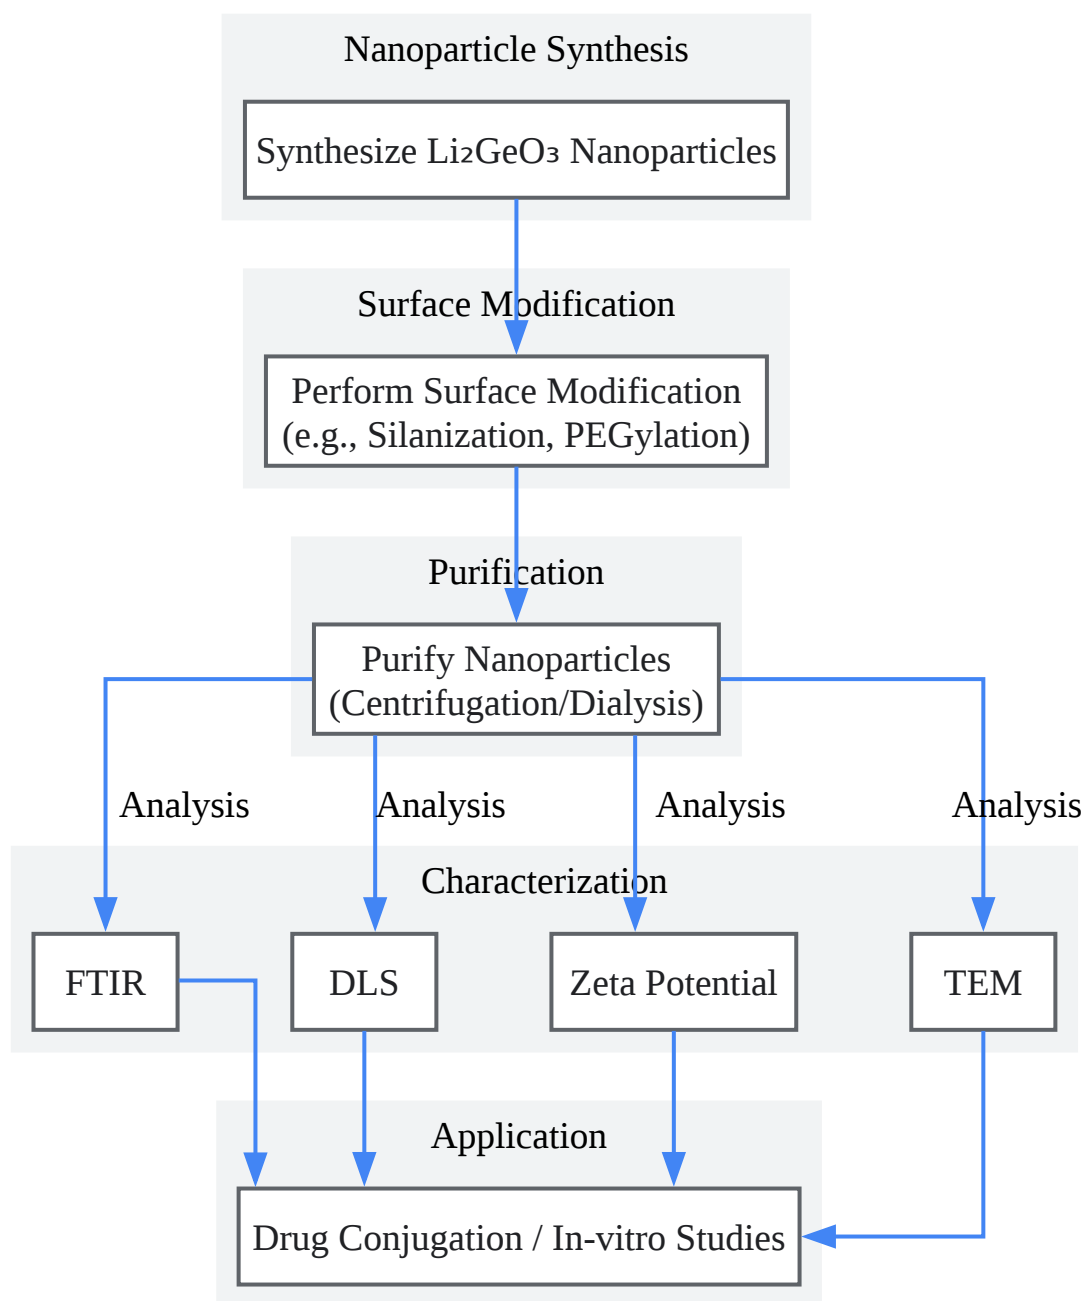 Nanoparticle Synthesis
Synthesize Li₂GeO₃ Nanoparticles
Surface Modification
Perform Surface Modification
(e.g., Silanization, PEGylation)
Purification
Purify Nanoparticles
(Centrifugation/Dialysis)
Analysis
Analysis
Analysis
Analysis
Characterization
FTIR
DLS
Zeta Potential
TEM
Application
Drug Conjugation / In-vitro Studies